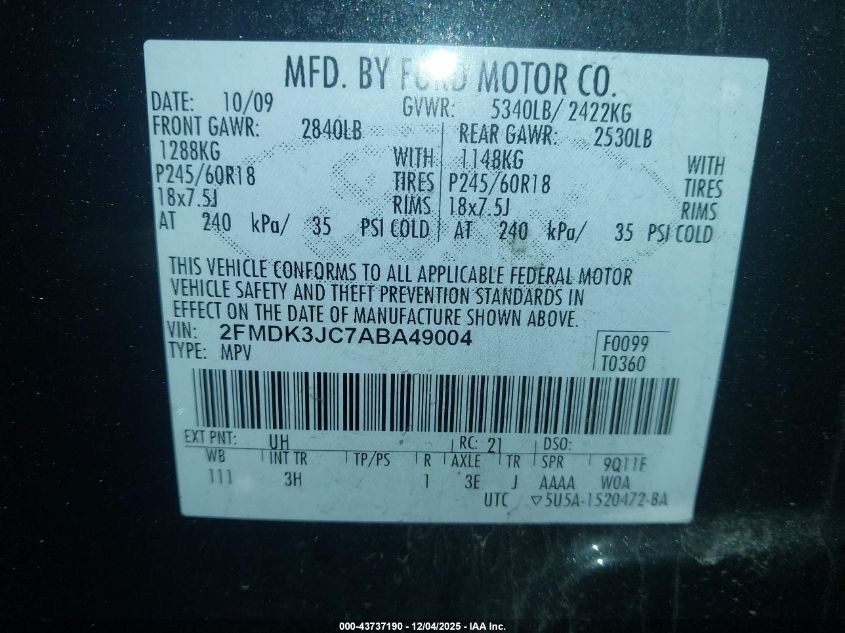 MFD. BY FORD MOTOR CO.
DATE: 10/09 GVWR: 5340LB/ 2422KG
FRONT GAWR: 2840LB REAR GAWR: 2530LB
1288KG WITH 1148KG WITH
P245/60R18 TIRES P245/60R18 TIRES
18x7.5J RIMS 18x7.5J RIMS
AT 240 kPa/ 35 PSI COLD AT 240 kPa/ 35 PSI COLD
THIS VEHICLE CONFORMS TO ALL APPLICABLE FEDERAL MOTOR
VEHICLE SAFETY AND THEFT PREVENTION STANDARDS IN
EFFECT ON THE DATE OF MANUFACTURE SHOWN ABOVE.
VIN: 2FMDK3JC7ABA49004 F0099
TYPE: MPV T0360
EXT PNT: UH RC: 21 DSO:
WB INT TR TP/PS R AXLE TR SPR 9Q11F
111 3H 1 3E J AAAA W0A
UTC ▽5U5A-1520472-BA
000-43737190 - 12/04/2025 - IAA Inc.